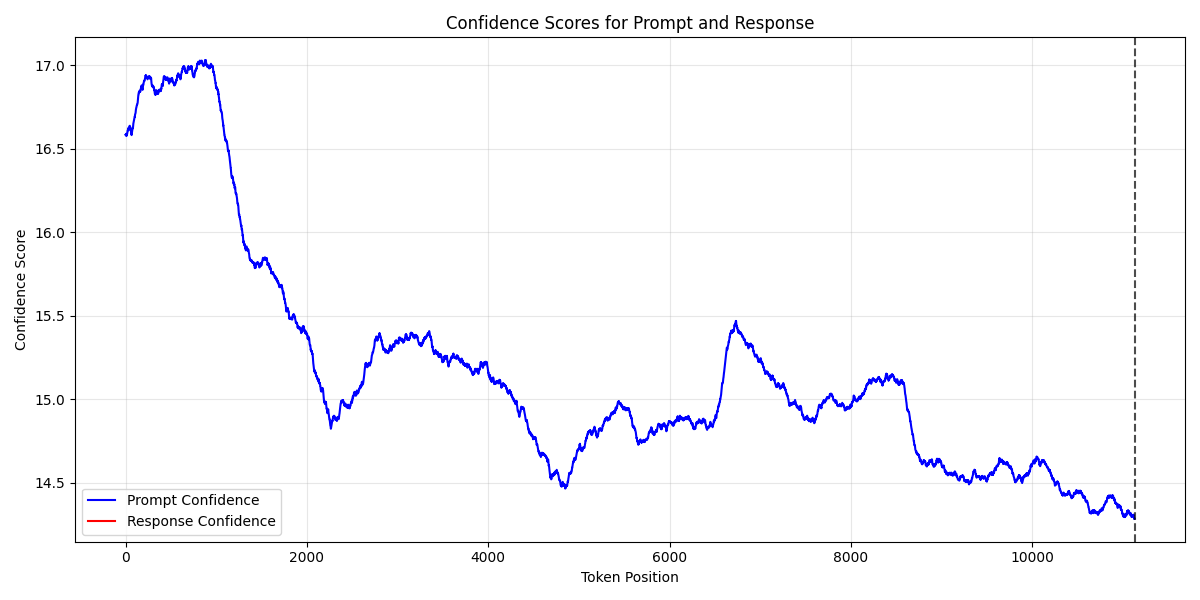 Confidence Scores for Prompt and Response
Confidence Score
17.0
16.5
16.0
15.5
15.0
14.5
Prompt Confidence
Response Confidence
0 2000 4000 6000 8000 10000
Token Position